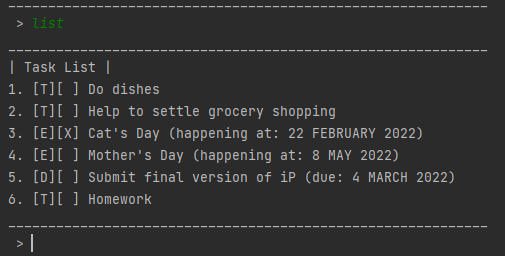 > list
| Task List |
1. [T][ ] Do dishes
2. [T][ ] Help to settle grocery shopping
3. [E][X] Cat's Day (happening at: 22 FEBRUARY 2022)
4. [E][ ] Mother's Day (happening at: 8 MAY 2022)
5. [D][ ] Submit final version of iP (due: 4 MARCH 2022)
6. [T][ ] Homework
>